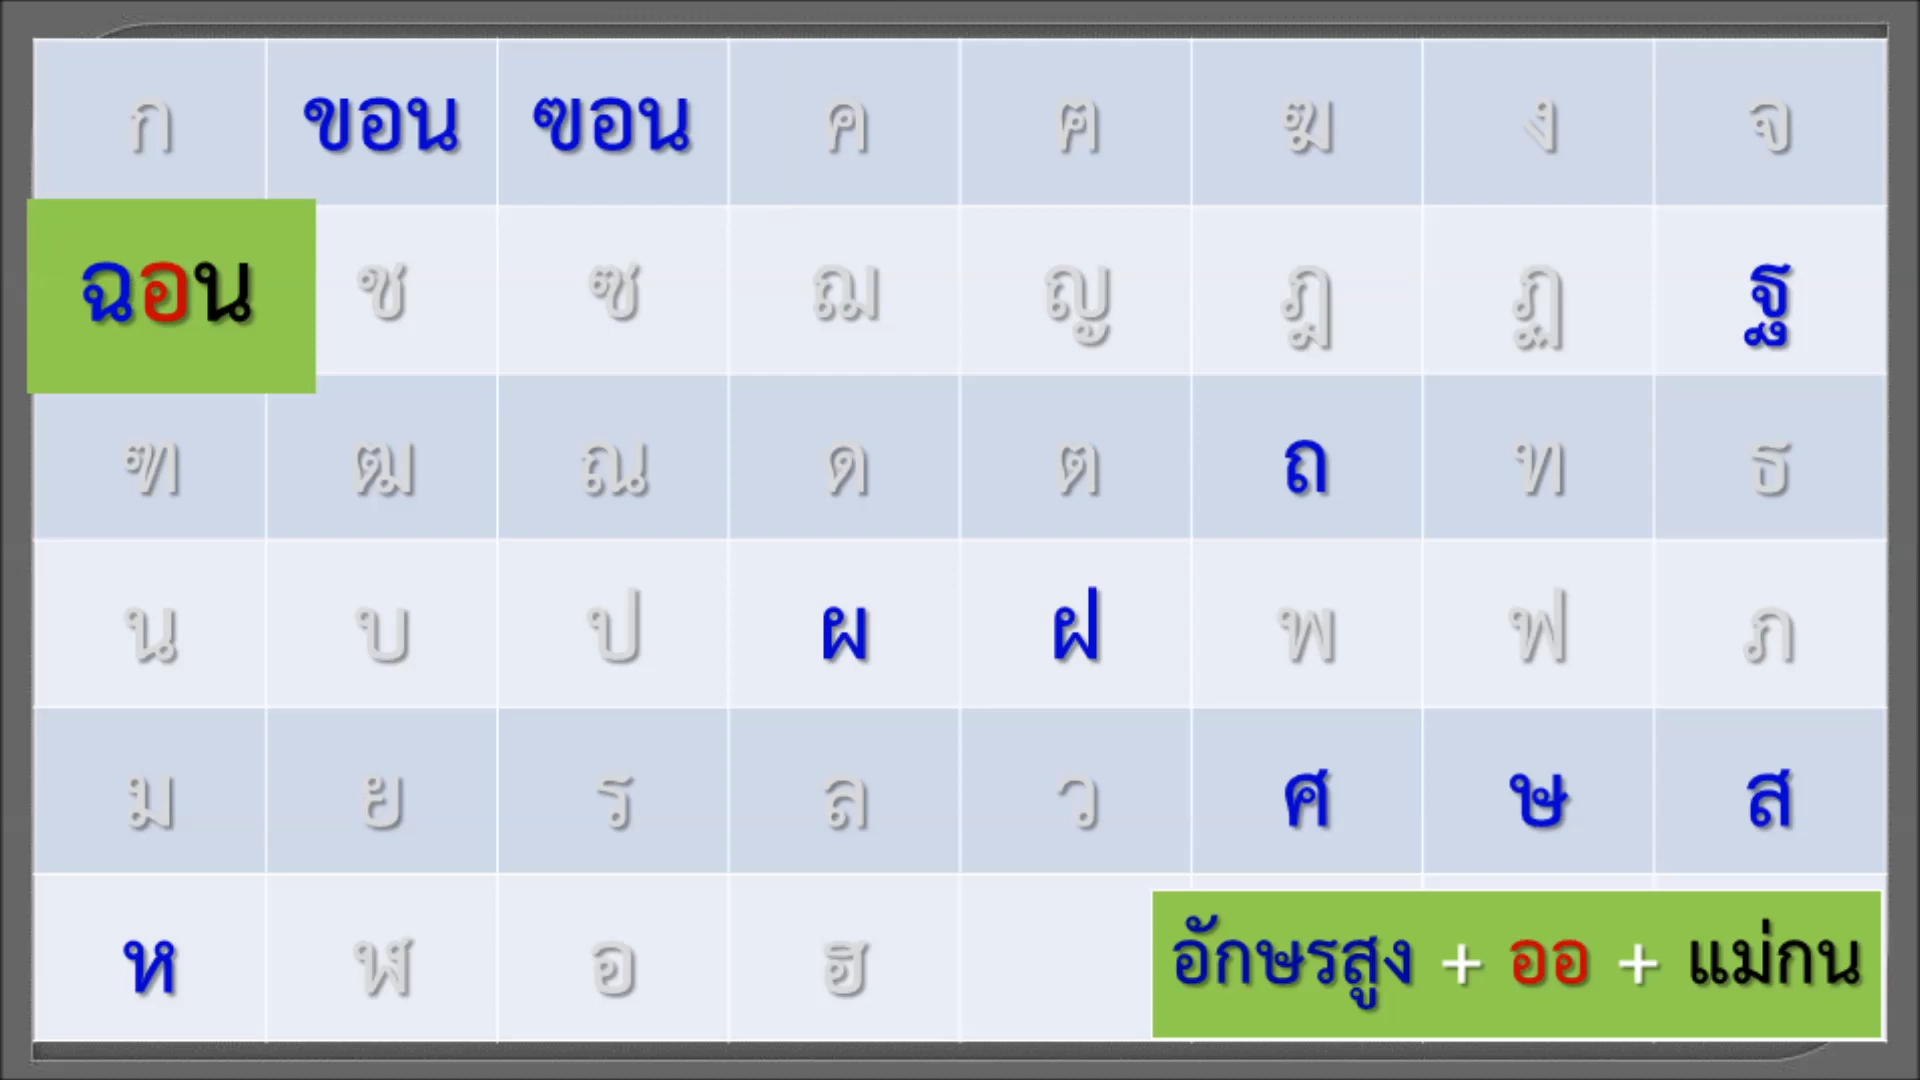 ก ขอน ฃอน ค ฅ ฆ ง จ
ฉอน ช ซ ฌ ญ ฎ ฏ ฐ
ฑ ฒ ณ ด ต ถ ท ธ
น บ ป ผ ฝ พ ฟ ภ
ม ย ร ล ว ศ ษ ส
ห ฬ อ ฮ
อักษรสูง + ออ + แม่กน